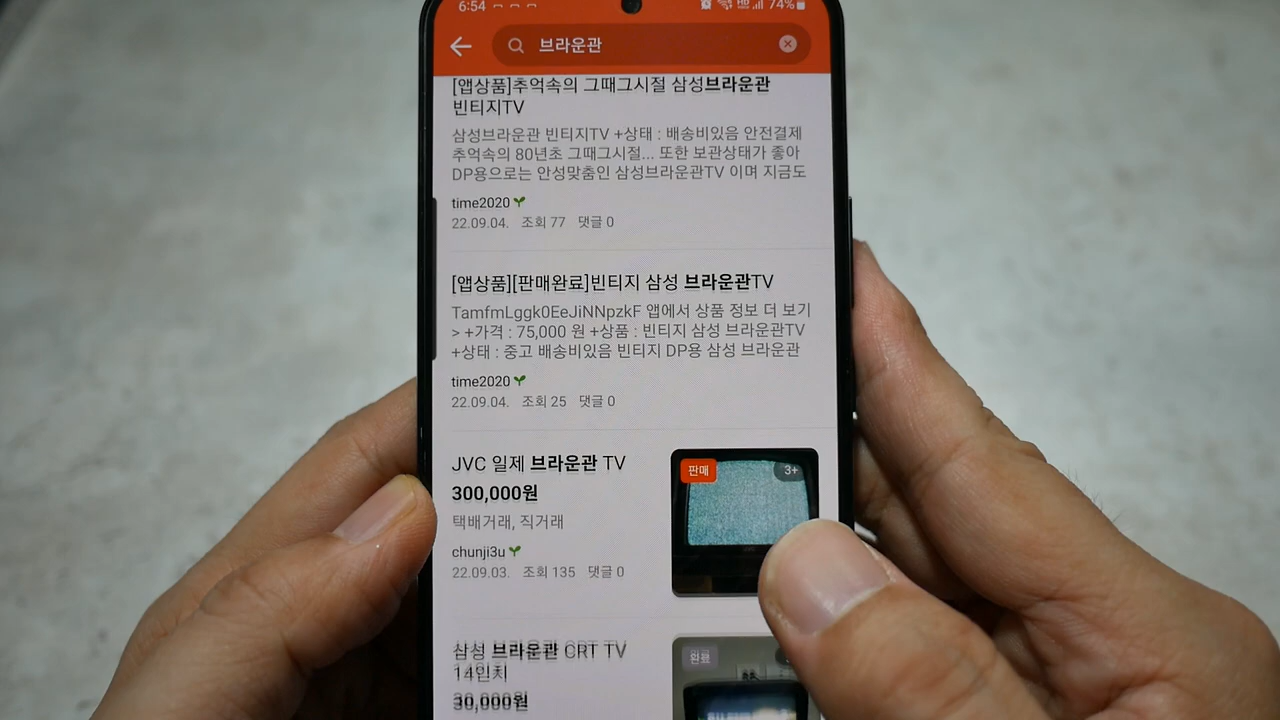 6:54
74%
브라운관
[앱상품]추억속의 그때그시절 삼성브라운관
빈티지TV
삼성브라운관 빈티지TV +상태 : 배송비있음 안전결제
추억속의 80년초 그때그시절... 또한 보관상태가 좋아
DP용으로는 안성맞춤인 삼성브라운관TV 이며 지금도
time2020
22.09.04. 조회 77 댓글 0
[앱상품][판매완료]빈티지 삼성 브라운관TV
TamfmLggk0EeJiNNpzkF 앱에서 상품 정보 더 보기
> +가격 : 75,000 원 +상품 : 빈티지 삼성 브라운관TV
+상태 : 중고 배송비있음 빈티지 DP용 삼성 브라운관
time2020
22.09.04. 조회 25 댓글 0
JVC 일제 브라운관 TV
판매
3+
300,000원
택배거래, 직거래
chunji3u
22.09.03. 조회 135 댓글 0
삼성 브라운관 CRT TV
완료
14인치
30,000원